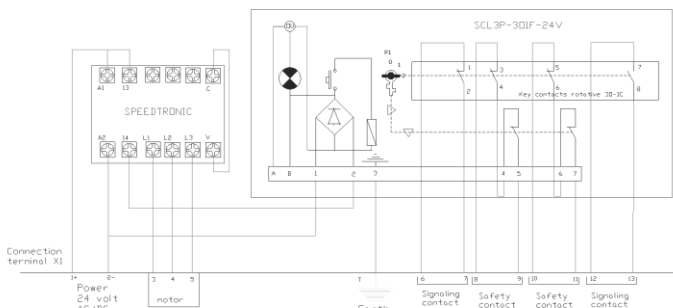 SCL3P-301F-24V
OU
P1
0
1
1
3
5
7
A1
13
C
2
4
6
8
Key contacts rotative 30-1C
SPEEDTRONIC
A2
14
L1
L2
L3
V
A
B
1
2
3
4
5
6
7
Connection
terminal X1
1+
2-
3
4
5
T
6
7
8
9
10
11
12
13
Power
24 volt
motor
Signaling
contact
Safety
contact
Safety
contact
Signaling
contact